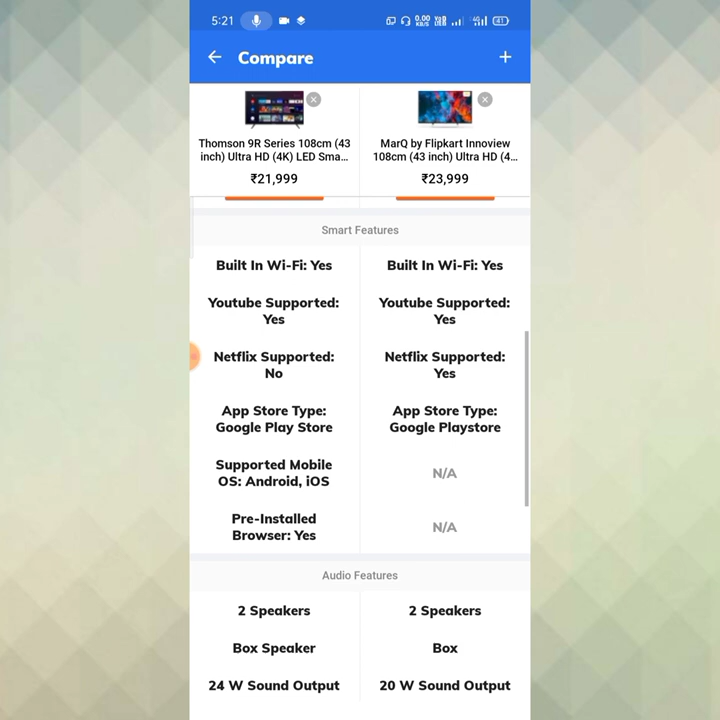 5:21
0.00
KB/S
41
Compare
Thomson 9R Series 108cm (43
inch) Ultra HD (4K) LED Sma...
₹21,999
MarQ by Flipkart Innoview
108cm (43 inch) Ultra HD (4...
₹23,999
Smart Features
Built In Wi-Fi: Yes
Built In Wi-Fi: Yes
Youtube Supported:
Yes
Youtube Supported:
Yes
Netflix Supported:
No
Netflix Supported:
Yes
App Store Type:
Google Play Store
App Store Type:
Google Playstore
Supported Mobile
OS: Android, iOS
N/A
Pre-Installed
Browser: Yes
N/A
Audio Features
2 Speakers
2 Speakers
Box Speaker
Box
24 W Sound Output
20 W Sound Output